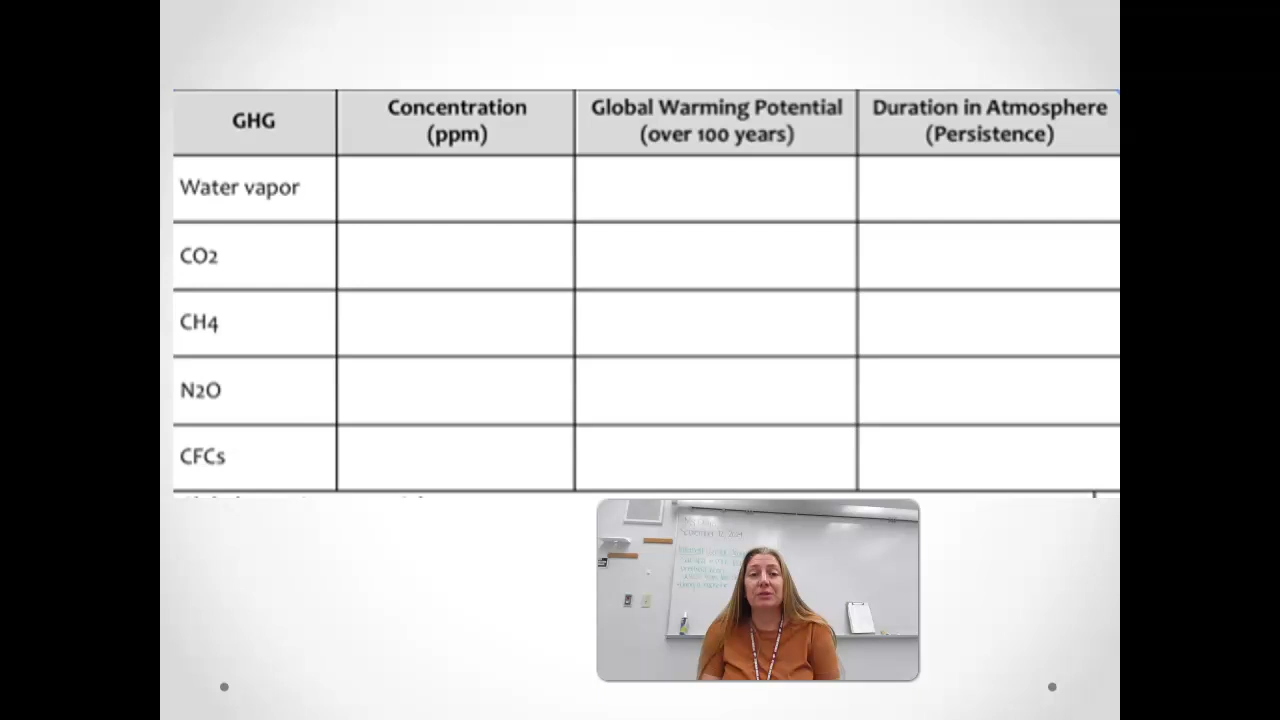 GHG
Concentration
(ppm)
Global Warming Potential
(over 100 years)
Duration in Atmosphere
(Persistence)
Water vapor
CO2
CH4
N2O
CFCs